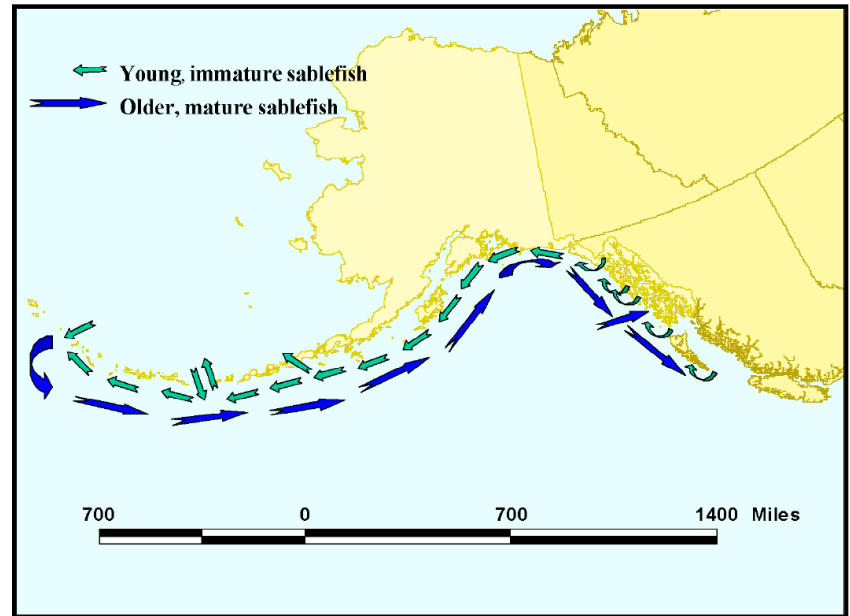 Young, immature sablefish
Older, mature sablefish
700 0 700 1400 Miles